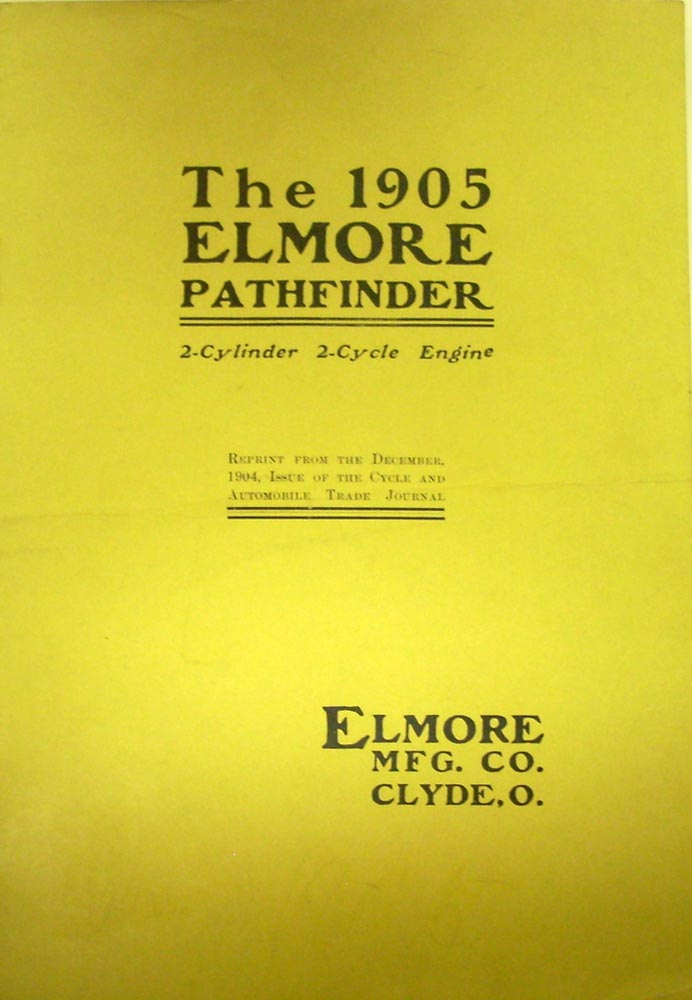 The 1905
ELMORE
PATHFINDER
2-Cylinder 2-Cycle Engine
Reprint from the December,
1904, Issue of the Cycle and
Automobile Trade Journal
ELMORE
MFG. CO.
CLYDE, O.